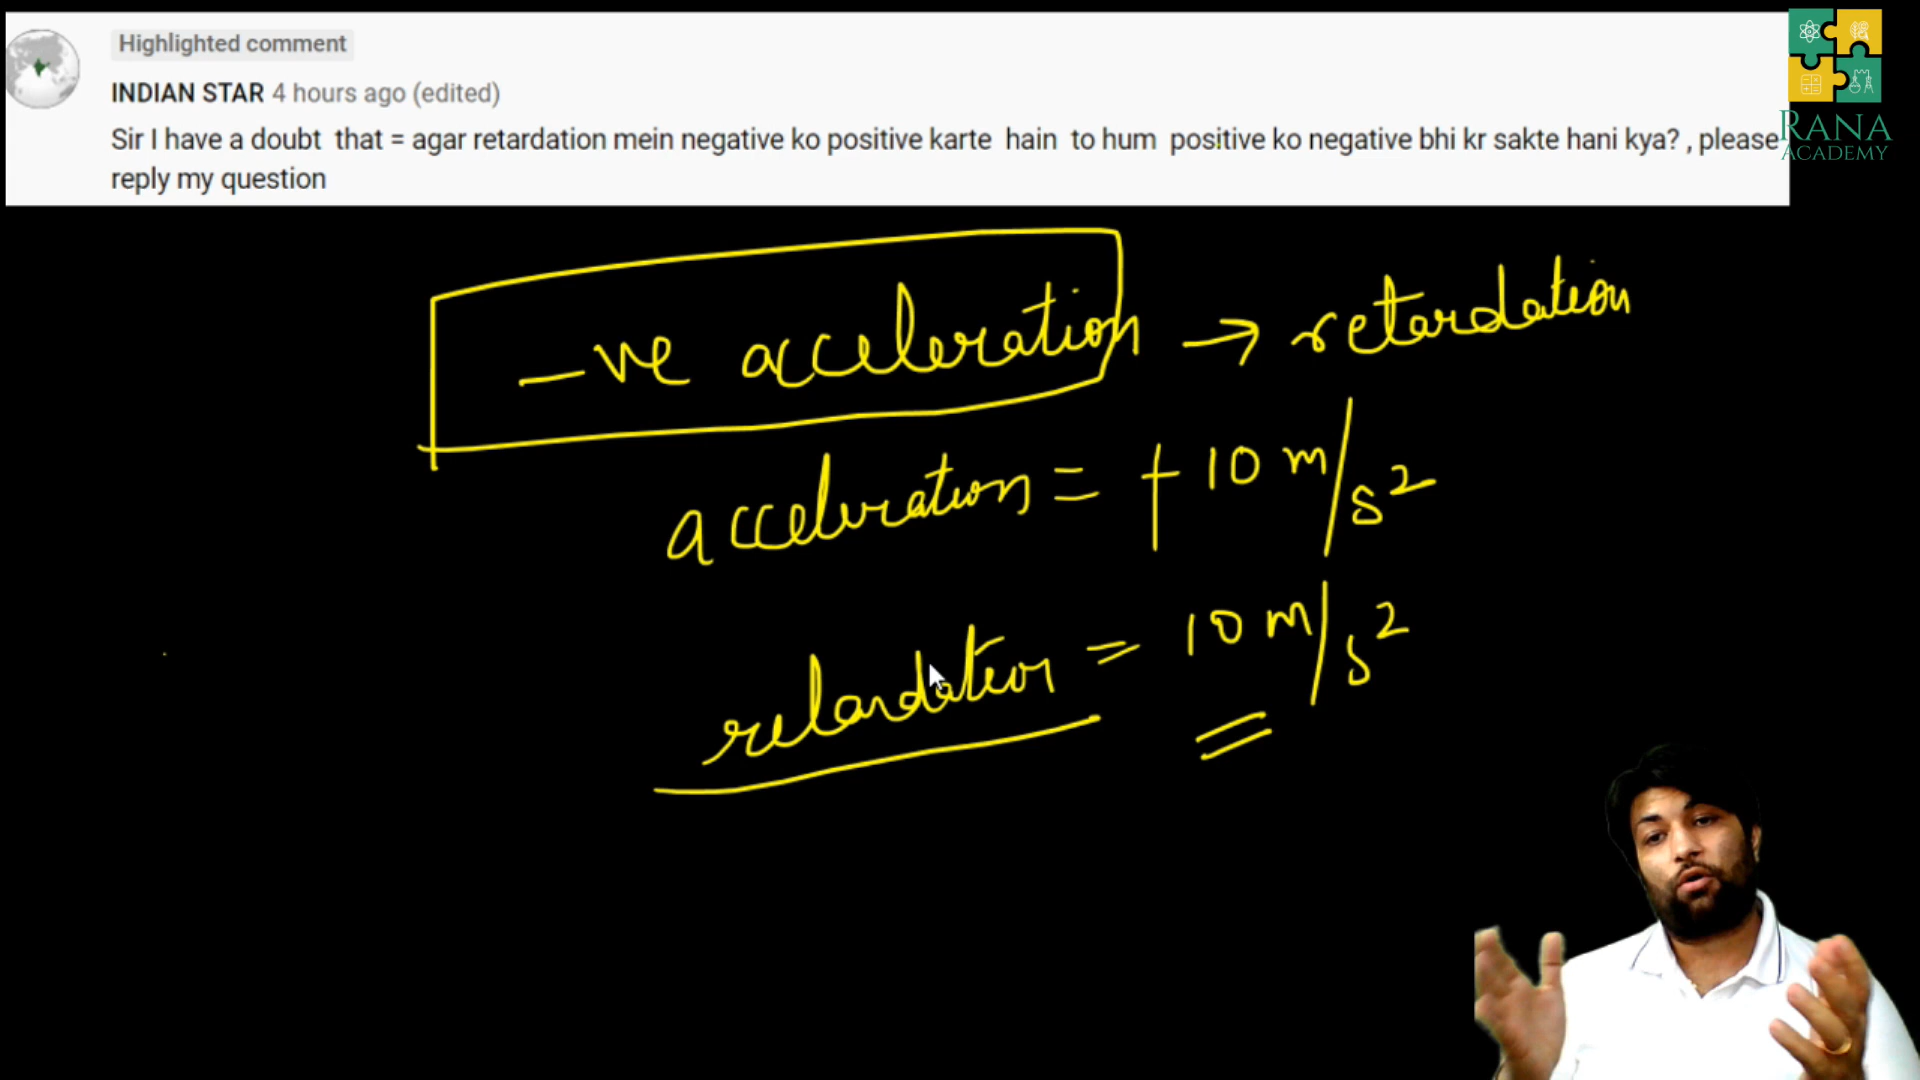 Highlighted comment
INDIAN STAR 4 hours ago (edited)
Sir I have a doubt that = agar retardation mein negative ko positive karte hain to hum positive ko negative bhi kr sakte hani kya? , please
reply my question
RANA
ACADEMY
-ve acceleration → retardation
acceleration = + 10 m/s²
retardation = 10 m/s²